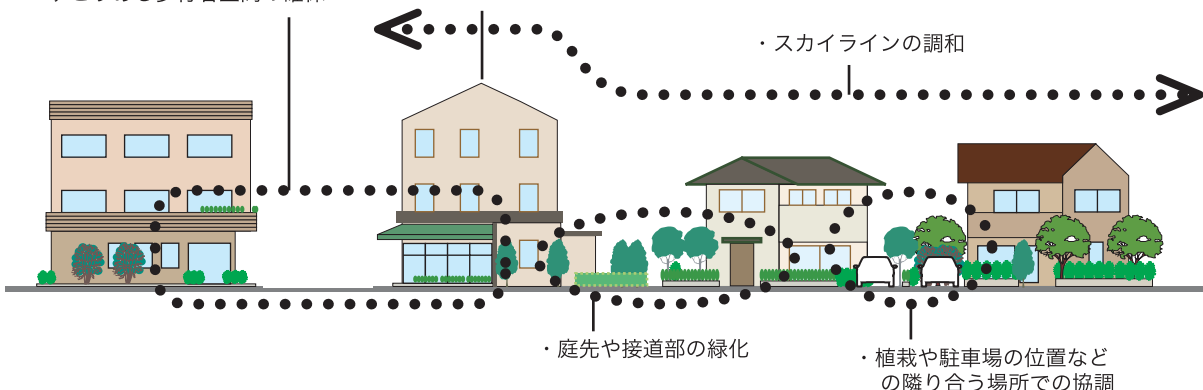 ・スカイラインの調和
・庭先や接道部の緑化
・植栽や駐車場の位置など
の隣り合う場所での協調